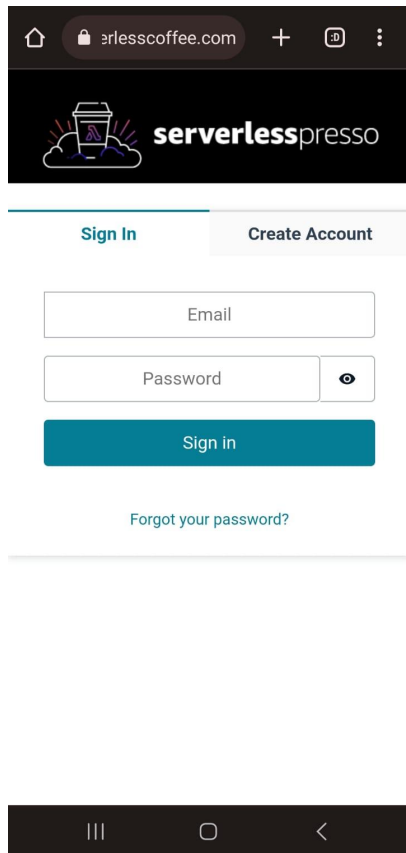 erlesscoffee.com
:D
serverlesspresso
Sign In
Create Account
Email
Password
Sign in
Forgot your password?